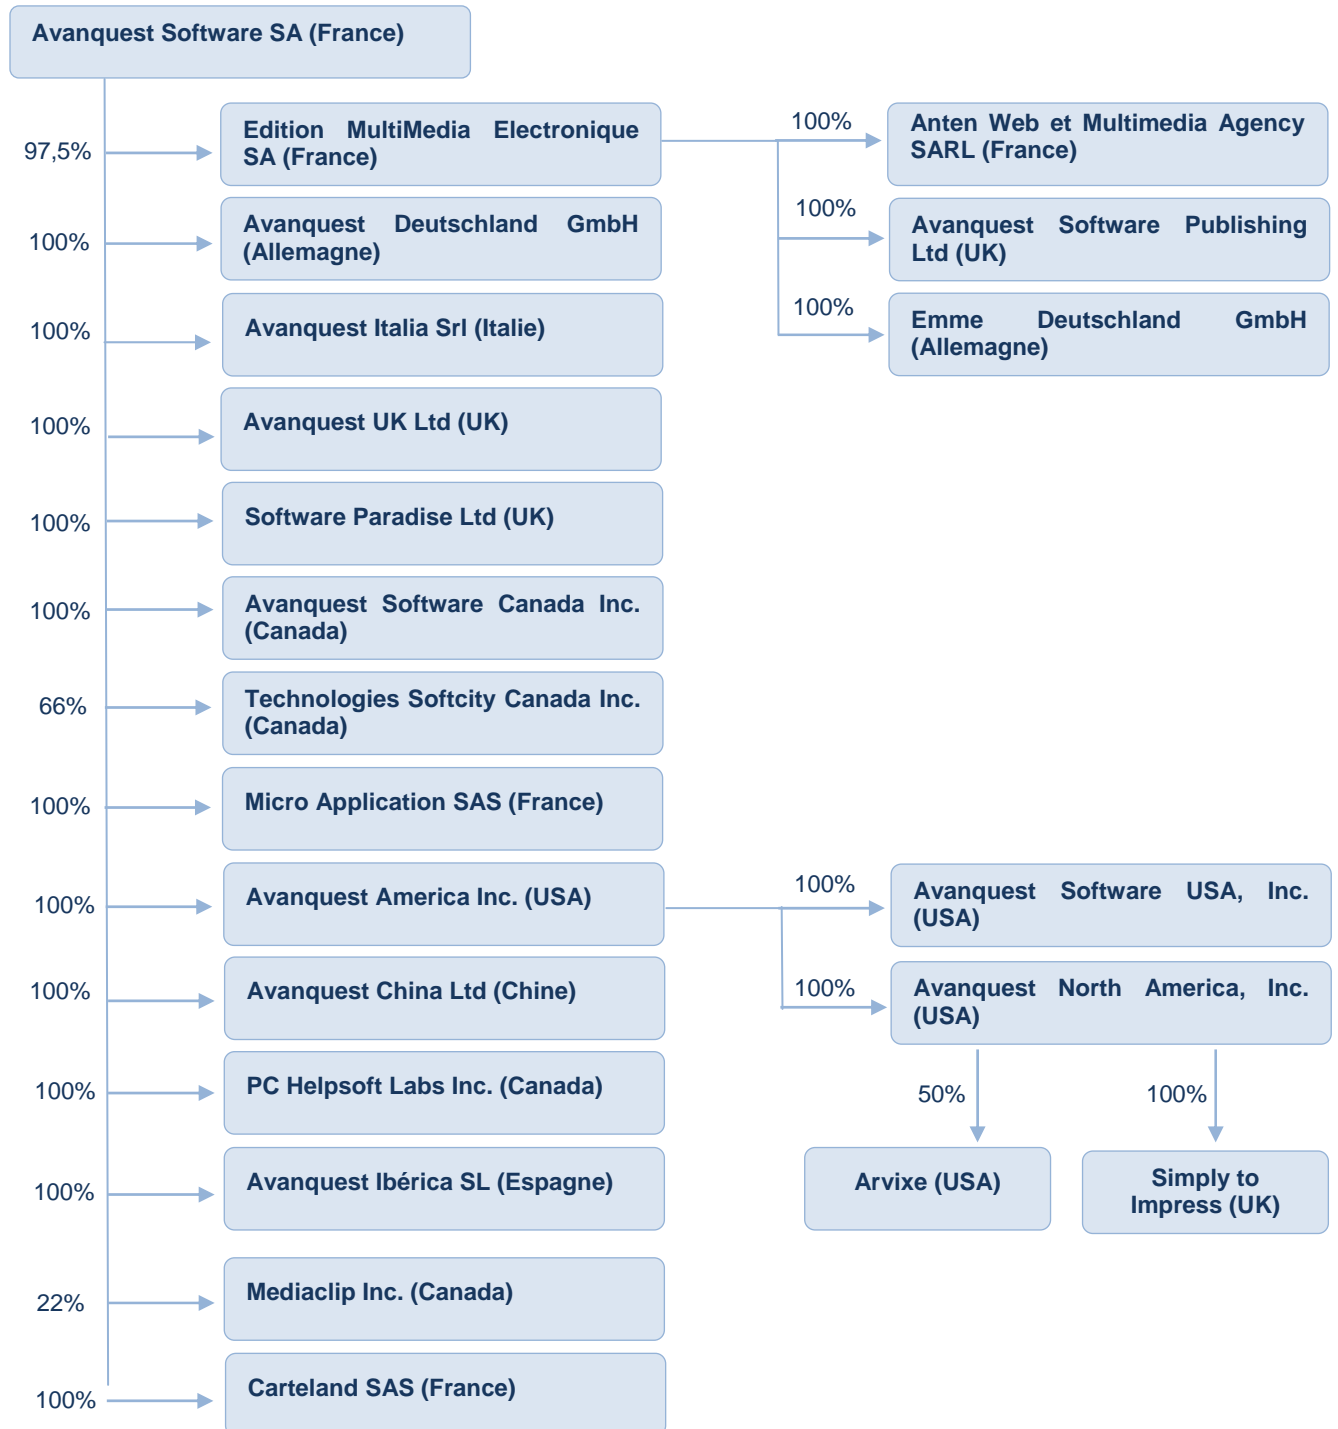 Avanquest Software SA (France)
97,5%
Edition MultiMedia Electronique
SA (France)
100%
Anten Web et Multimedia Agency
SARL (France)
100%
Avanquest Deutschland GmbH
(Allemagne)
100%
Avanquest Software Publishing
Ltd (UK)
100%
Avanquest Italia Srl (Italie)
100%
Emme Deutschland GmbH
(Allemagne)
100%
Avanquest UK Ltd (UK)
100%
Software Paradise Ltd (UK)
100%
Avanquest Software Canada Inc.
(Canada)
66%
Technologies Softcity Canada Inc.
(Canada)
100%
Micro Application SAS (France)
100%
Avanquest America Inc. (USA)
100%
Avanquest Software USA, Inc.
(USA)
100%
Avanquest China Ltd (Chine)
100%
Avanquest North America, Inc.
(USA)
100%
PC Helpsoft Labs Inc. (Canada)
50%
100%
100%
Avanquest Ibérica SL (Espagne)
Arvixe (USA)
Simply to
Impress (UK)
22%
Mediaclip Inc. (Canada)
100%
Carteland SAS (France)